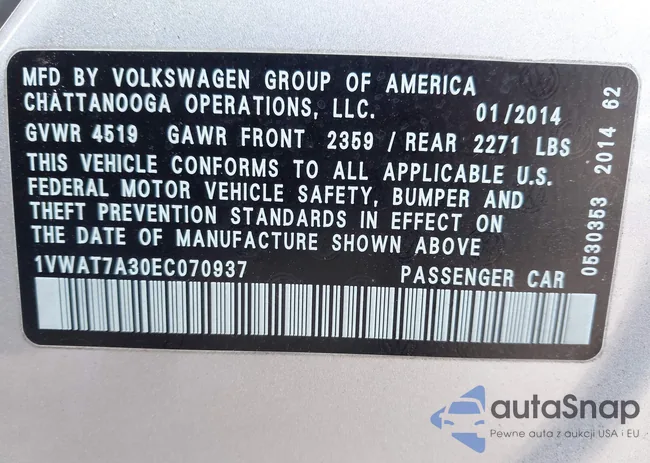 MFD BY VOLKSWAGEN GROUP OF AMERICA
CHATTANOOGA OPERATIONS, LLC. 01/2014
GVWR 4519 GAWR FRONT 2359 / REAR 2271 LBS
THIS VEHICLE CONFORMS TO ALL APPLICABLE U.S.
FEDERAL MOTOR VEHICLE SAFETY, BUMPER AND
THEFT PREVENTION STANDARDS IN EFFECT ON
THE DATE OF MANUFACTURE SHOWN ABOVE
1VWAT7A30EC070937 PASSENGER CAR
0530353 2014 62
autoSnap
Pewne auta z aukcji USA i EU